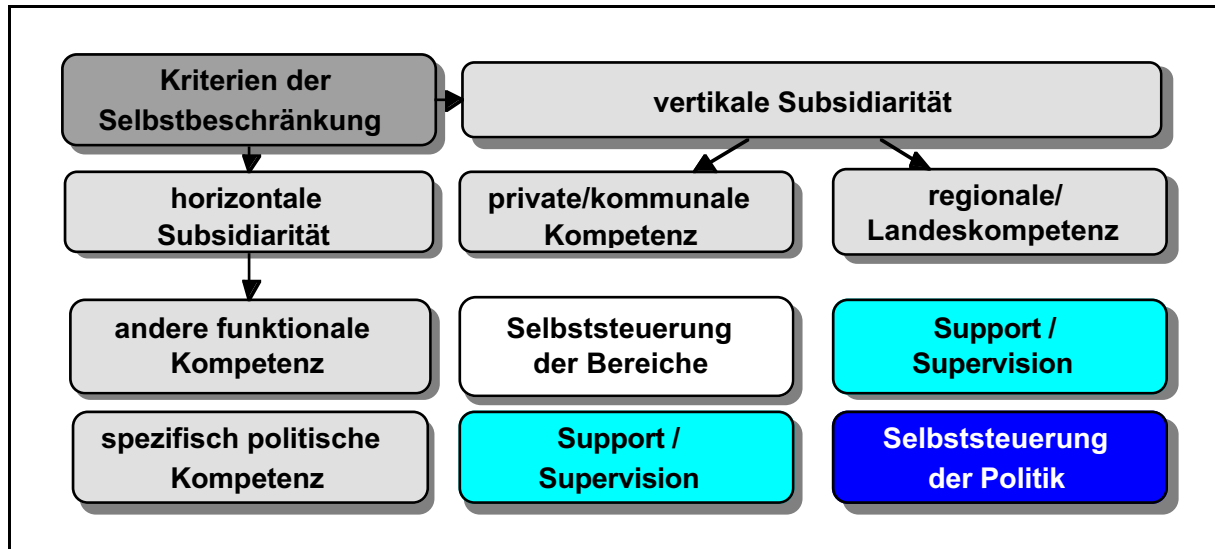 Kriterien der
Selbstbeschränkung
vertikale Subsidiarität
horizontale
Subsidiarität
private/kommunale
Kompetenz
regionale/
Landeskompetenz
andere funktionale
Kompetenz
Selbststeuerung
der Bereiche
Support /
Supervision
spezifisch politische
Kompetenz
Support /
Supervision
Selbststeuerung
der Politik